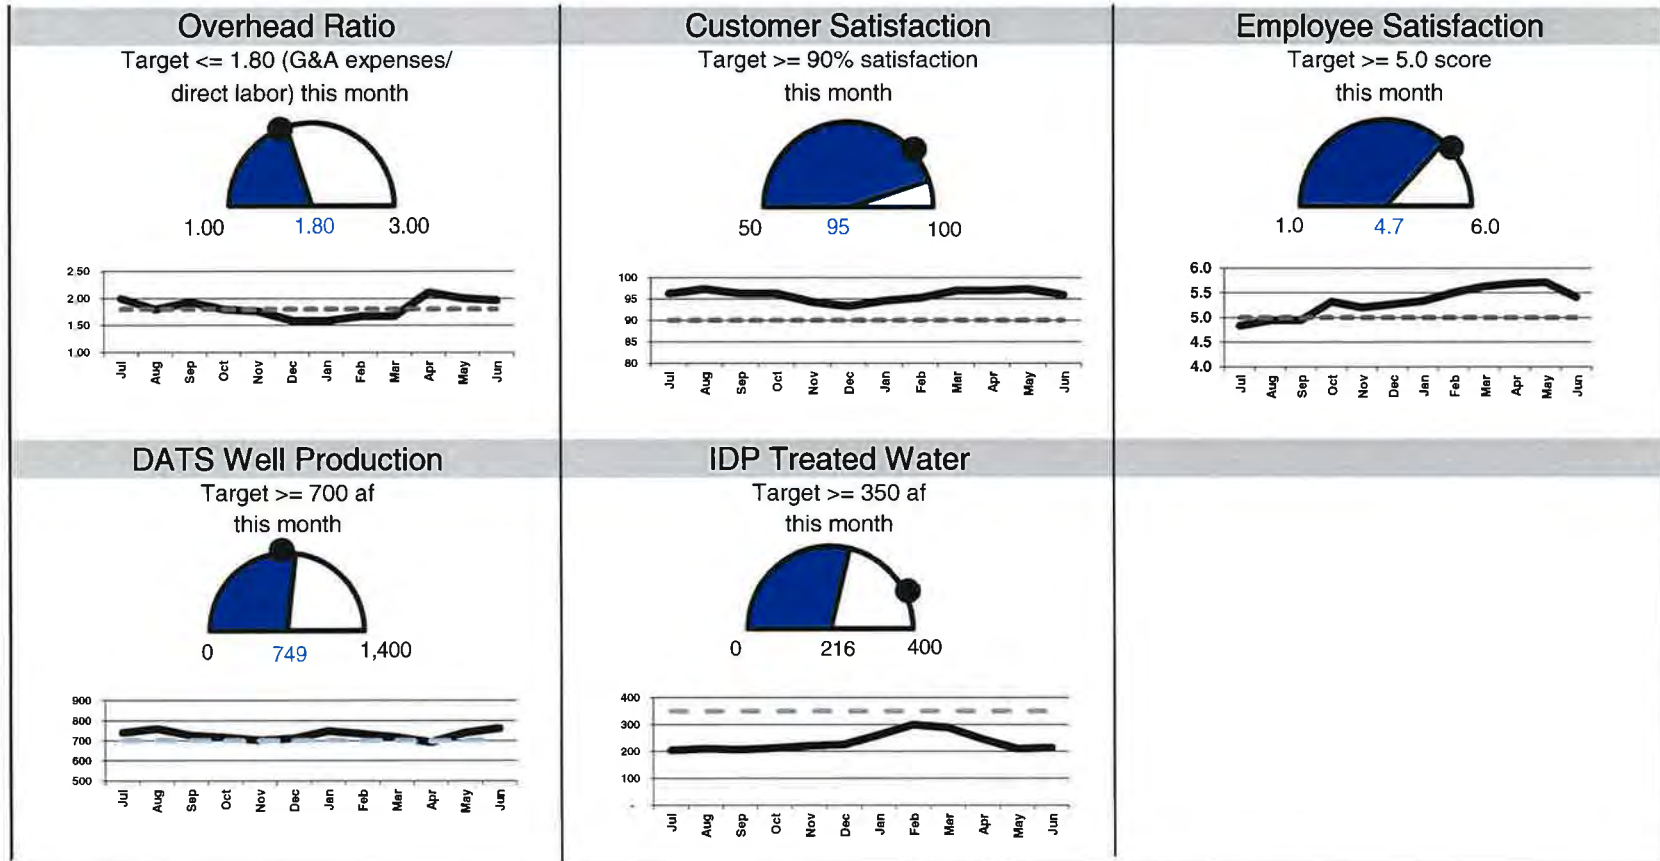 Overhead Ratio
Target <= 1.80 (G&A expenses/
direct labor) this month
1.00 1.80 3.00
2.50
2.00
1.50
1.00
Jul Aug Sep Oct Nov Dec Jan Feb Mar Apr May Jun
Customer Satisfaction
Target >= 90% satisfaction
this month
50 95 100
100
95
90
85
80
Jul Aug Sep Oct Nov Dec Jan Feb Mar Apr May Jun
Employee Satisfaction
Target >= 5.0 score
this month
1.0 4.7 6.0
6.0
5.5
5.0
4.5
4.0
Jul Aug Sep Oct Nov Dec Jan Feb Mar Apr May Jun
DATS Well Production
Target >= 700 af
this month
0 749 1,400
900
800
700
600
500
Jul Aug Sep Oct Nov Dec Jan Feb Mar Apr May Jun
IDP Treated Water
Target >= 350 af
this month
0 216 400
400
300
200
100
-
Jul Aug Sep Oct Nov Dec Jan Feb Mar Apr May Jun